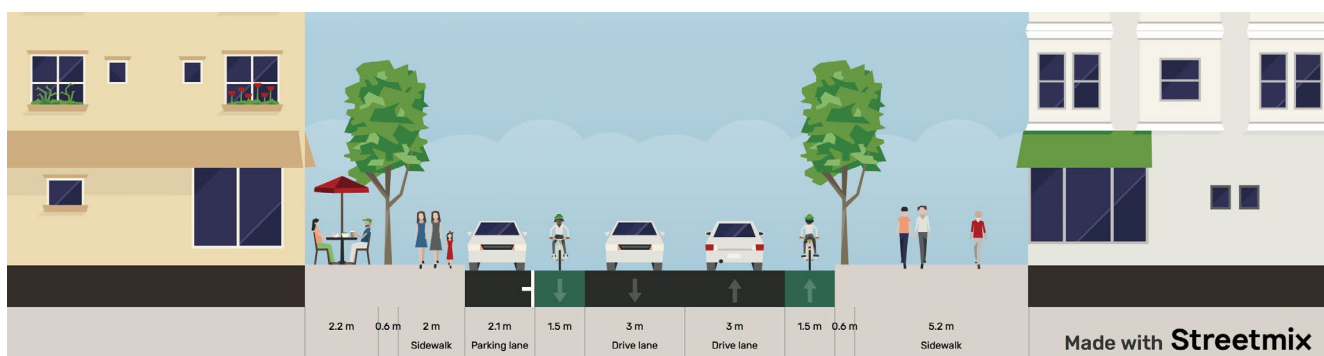 2.2 m
0.6 m
2 m
Sidewalk
2.1 m
Parking lane
1.5 m
3 m
Drive lane
3 m
Drive lane
1.5 m
0.6 m
5.2 m
Sidewalk
Made with Streetmix